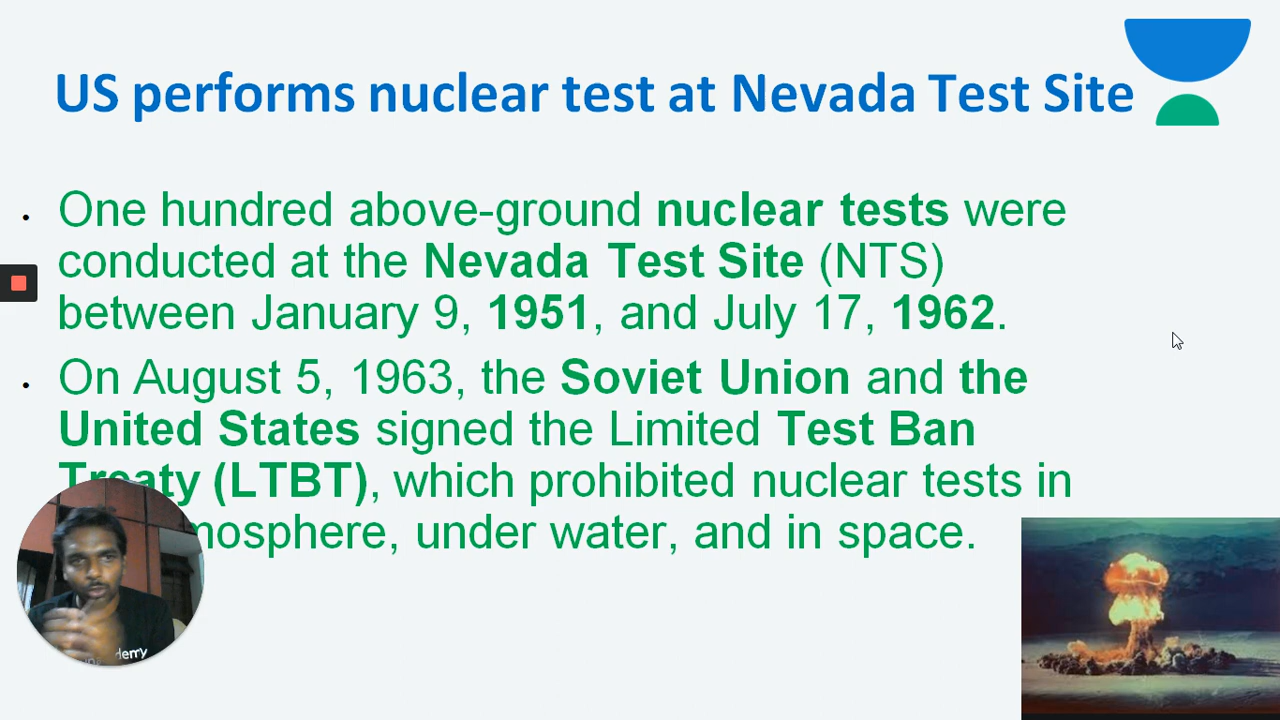 US performs nuclear test at Nevada Test Site
One hundred above-ground nuclear tests were
conducted at the Nevada Test Site (NTS)
between January 9, 1951, and July 17, 1962.
On August 5, 1963, the Soviet Union and the
United States signed the Limited Test Ban
Treaty (LTBT), which prohibited nuclear tests in
mosphere, under water, and in space.